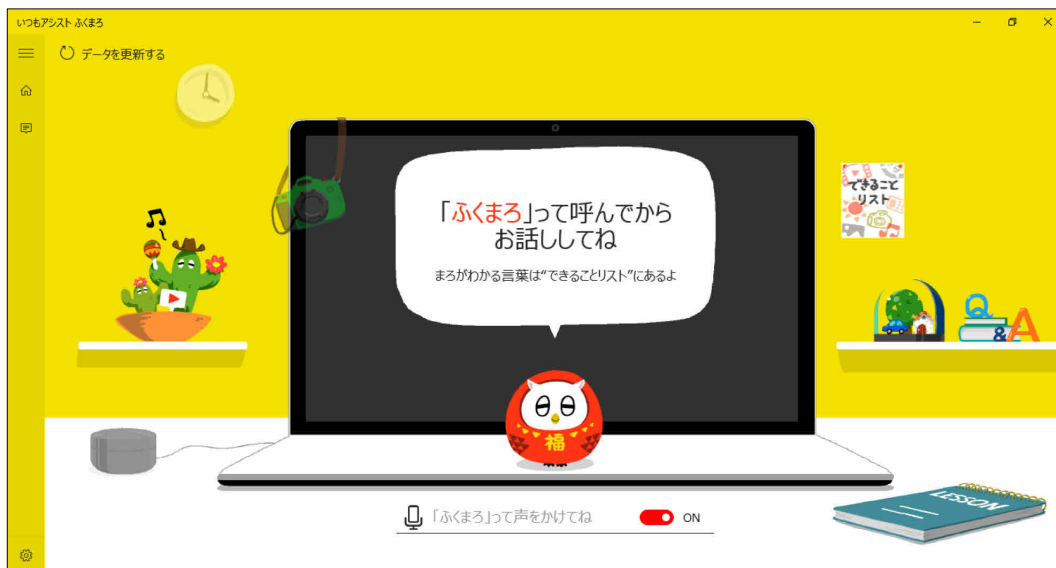 いつもアシスト ふくまろ
データを更新する
「ふくまろ」って呼んでから
お話ししてね
まろがわかる言葉は“できることリスト”にあるよ
できること
リスト
Q
&
A
福
LESSON
「ふくまろ」って声をかけてね
ON